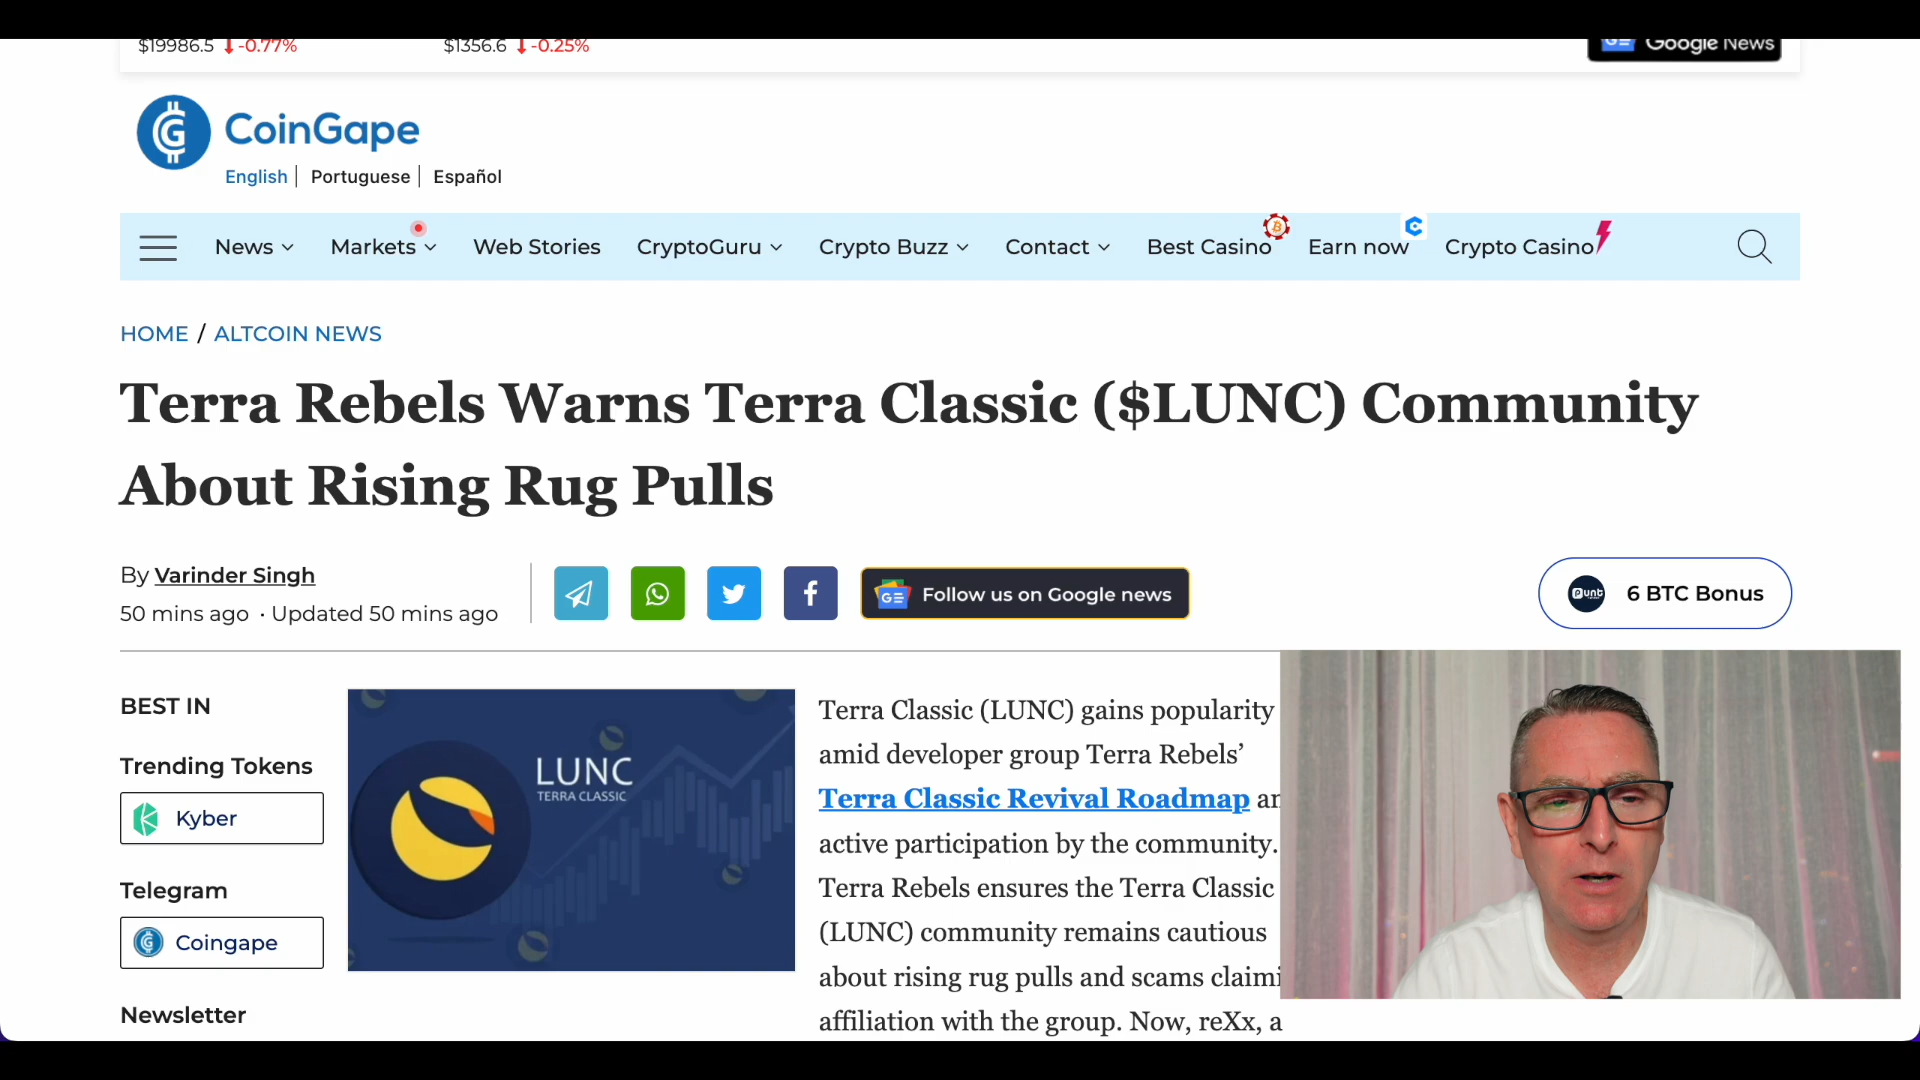 $19986.5 -0.77%
$1356.6 -0.25%
Google News
CoinGape
English | Portuguese | Español
News
Markets
Web Stories
CryptoGuru
Crypto Buzz
Contact
Best Casino
Earn now
Crypto Casino
HOME / ALTCOIN NEWS
Terra Rebels Warns Terra Classic ($LUNC) Community
About Rising Rug Pulls
By Varinder Singh
50 mins ago · Updated 50 mins ago
Follow us on Google news
Punt
6 BTC Bonus
BEST IN
Trending Tokens
Kyber
Telegram
Coingape
Newsletter
LUNC
TERRA CLASSIC
Terra Classic (LUNC) gains popularity
amid developer group Terra Rebels’
Terra Classic Revival Roadmap an
active participation by the community.
Terra Rebels ensures the Terra Classic
(LUNC) community remains cautious
about rising rug pulls and scams claimi
affiliation with the group. Now, reXx, a